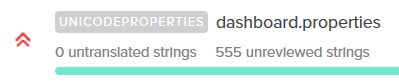 UNICODEPROPERTIES dashboard.properties
0 untranslated strings 555 unreviewed strings